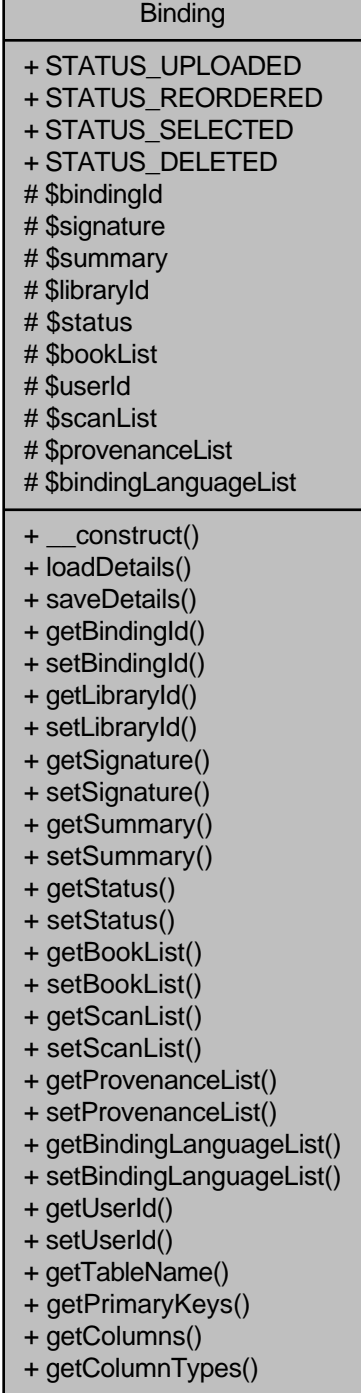 Binding
+ STATUS_UPLOADED
+ STATUS_REORDERED
+ STATUS_SELECTED
+ STATUS_DELETED
# $bindingId
# $signature
# $summary
# $libraryId
# $status
# $bookList
# $userId
# $scanList
# $provenanceList
# $bindingLanguageList
+ __construct()
+ loadDetails()
+ saveDetails()
+ getBindingId()
+ setBindingId()
+ getLibraryId()
+ setLibraryId()
+ getSignature()
+ setSignature()
+ getSummary()
+ setSummary()
+ getStatus()
+ setStatus()
+ getBookList()
+ setBookList()
+ getScanList()
+ setScanList()
+ getProvenanceList()
+ setProvenanceList()
+ getBindingLanguageList()
+ setBindingLanguageList()
+ getUserId()
+ setUserId()
+ getTableName()
+ getPrimaryKeys()
+ getColumns()
+ getColumnTypes()